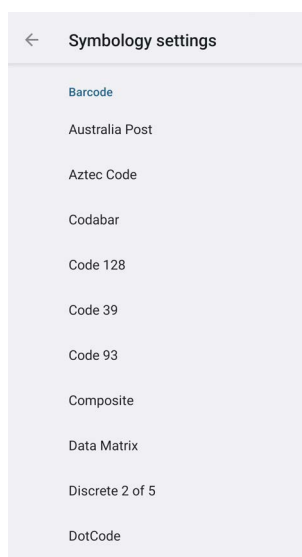 Symbology settings
Barcode
Australia Post
Aztec Code
Codabar
Code 128
Code 39
Code 93
Composite
Data Matrix
Discrete 2 of 5
DotCode